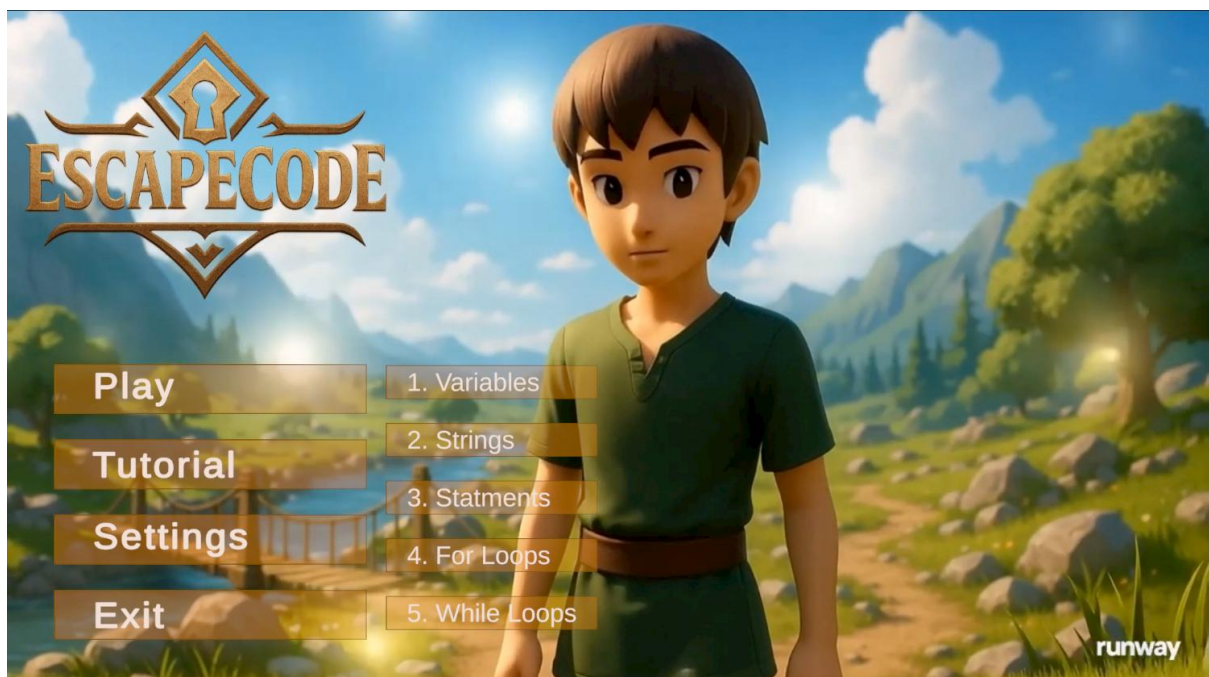 ESCAPECODE
Play
Tutorial
Settings
Exit
1. Variables
2. Strings
3. Statments
4. For Loops
5. While Loops
runway